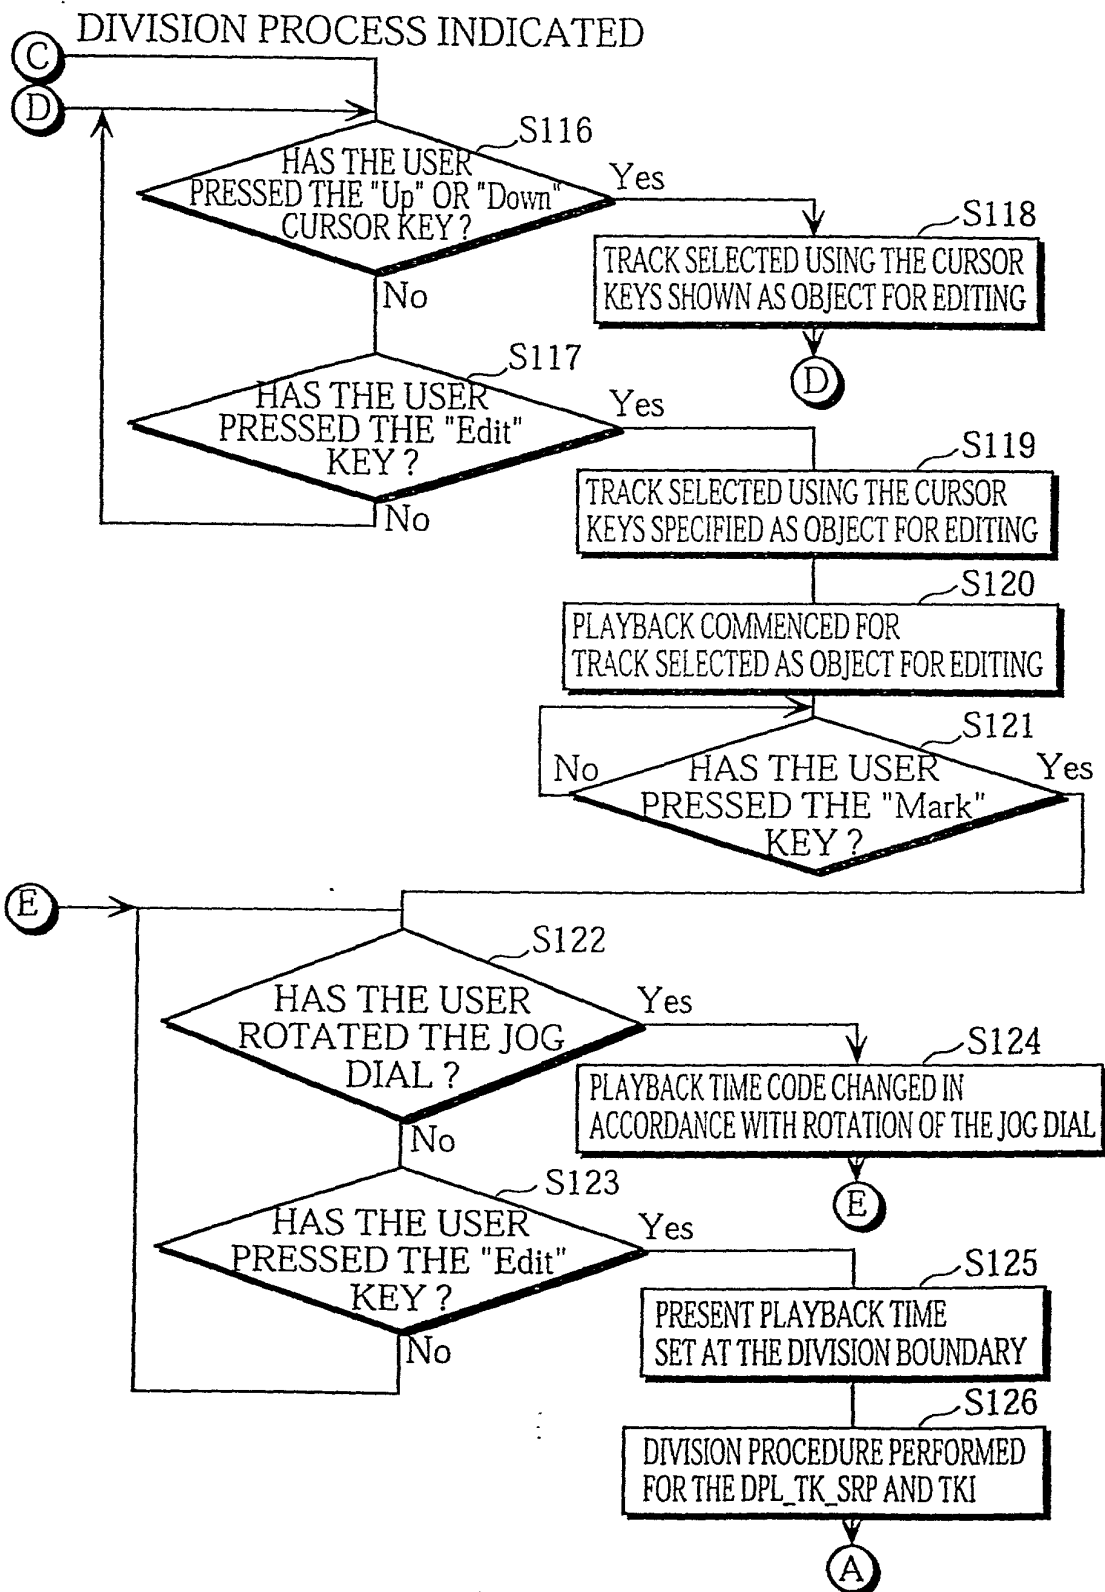 DIVISION PROCESS INDICATED
C
D
S116
HAS THE USER
PRESSED THE "Up" OR "Down"
CURSOR KEY ?
Yes
No
S118
TRACK SELECTED USING THE CURSOR
KEYS SHOWN AS OBJECT FOR EDITING
D
S117
HAS THE USER
PRESSED THE "Edit"
KEY ?
Yes
No
S119
TRACK SELECTED USING THE CURSOR
KEYS SPECIFIED AS OBJECT FOR EDITING
S120
PLAYBACK COMMENCED FOR
TRACK SELECTED AS OBJECT FOR EDITING
S121
No
HAS THE USER
PRESSED THE "Mark"
KEY ?
Yes
E
S122
HAS THE USER
ROTATED THE JOG
DIAL ?
Yes
No
S124
PLAYBACK TIME CODE CHANGED IN
ACCORDANCE WITH ROTATION OF THE JOG DIAL
E
S123
HAS THE USER
PRESSED THE "Edit"
KEY ?
Yes
No
S125
PRESENT PLAYBACK TIME
SET AT THE DIVISION BOUNDARY
S126
DIVISION PROCEDURE PERFORMED
FOR THE DPL_TK_SRP AND TKI
A